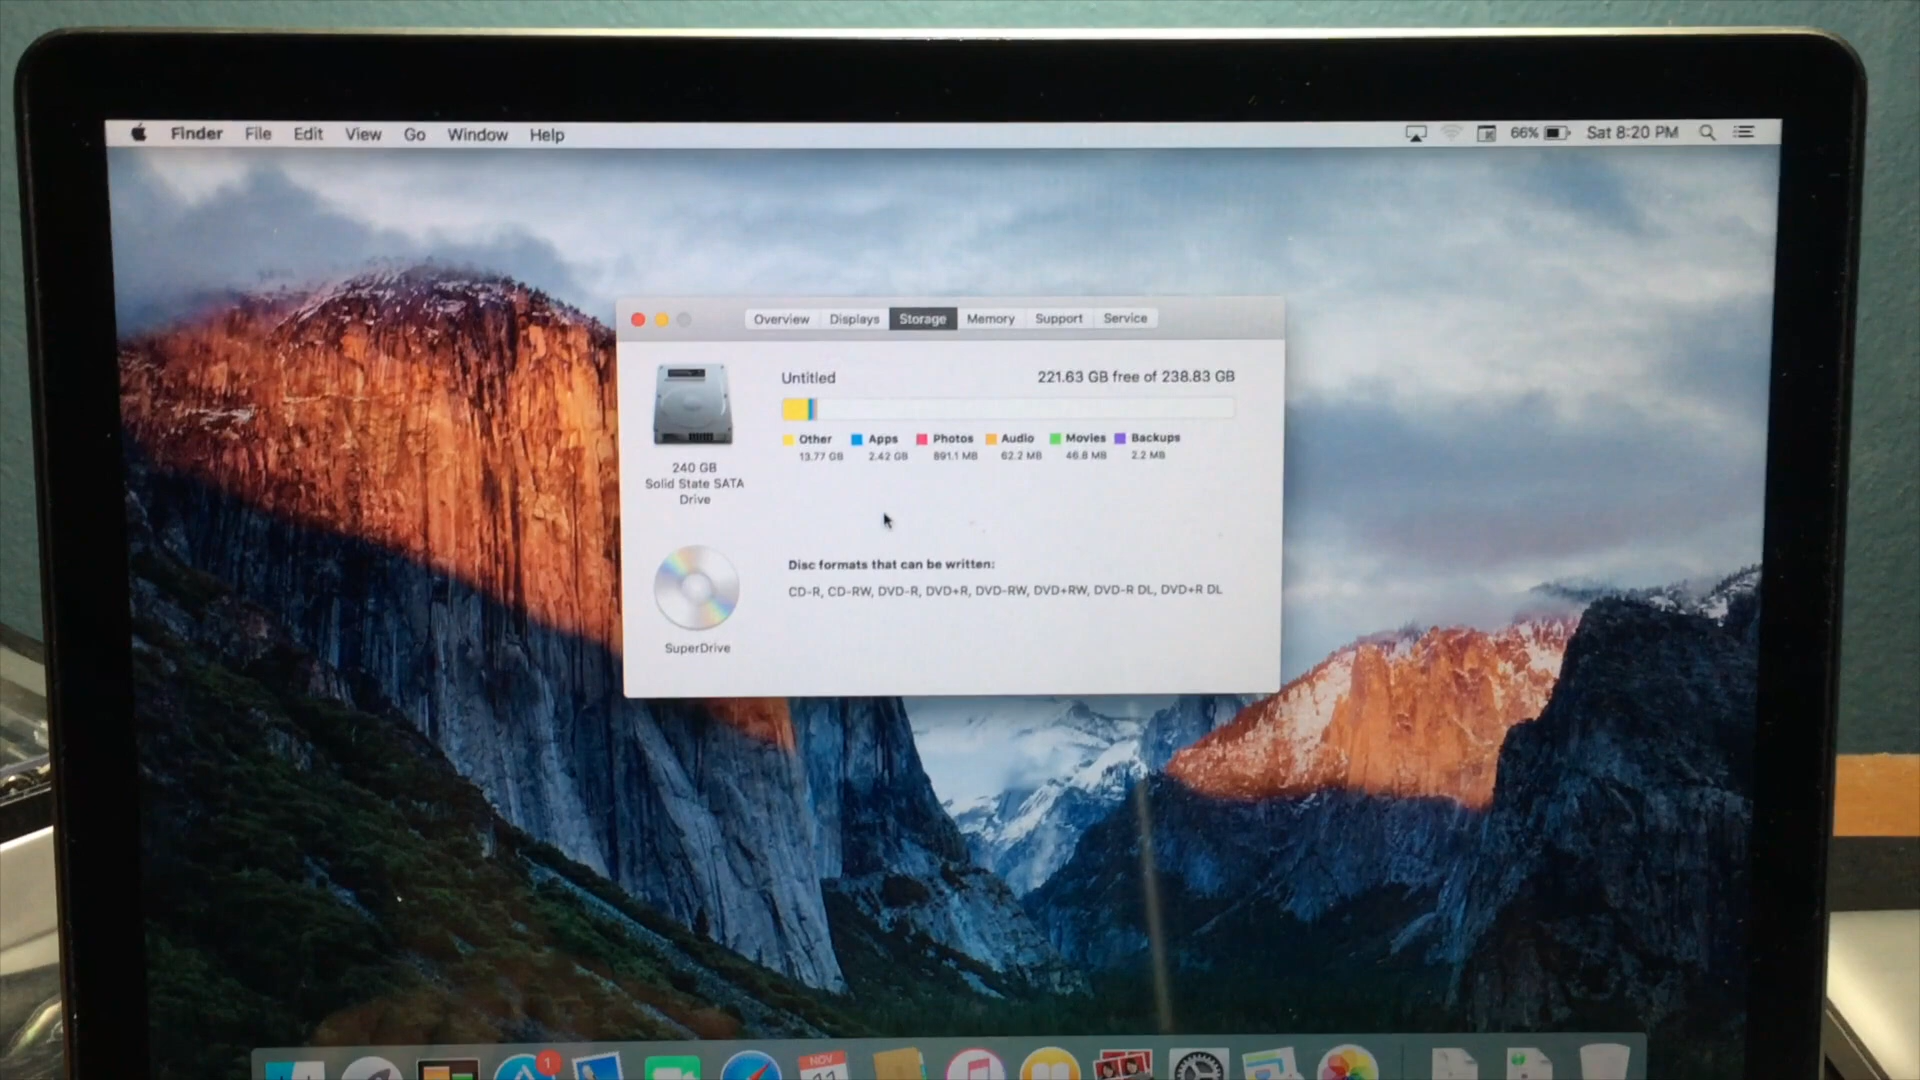 Finder File Edit View Go Window Help
66% Sat 8:20 PM
Overview Displays Storage Memory Support Service
Untitled 221.63 GB free of 238.83 GB
Other Apps Photos Audio Movies Backups
13.77 GB 2.42 GB 891.1 MB 62.2 MB 46.8 MB 2.2 MB
240 GB
Solid State SATA
Drive
Disc formats that can be written:
CD-R, CD-RW, DVD-R, DVD+R, DVD-RW, DVD+RW, DVD-R DL, DVD+R DL
SuperDrive
1
NOV